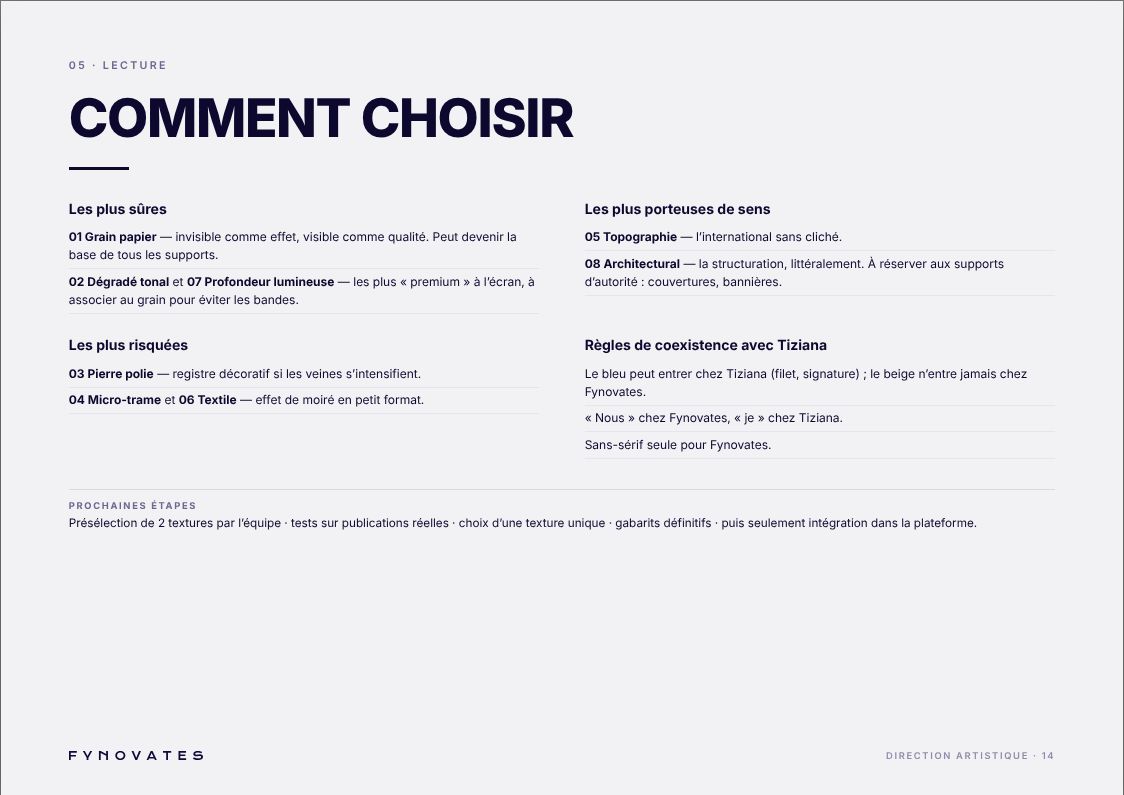 05 · LECTURE
COMMENT CHOISIR
Les plus sûres
01 Grain papier — invisible comme effet, visible comme qualité. Peut devenir la
base de tous les supports.
02 Dégradé tonal et 07 Profondeur lumineuse — les plus « premium » à l’écran, à
associer au grain pour éviter les bandes.
Les plus porteuses de sens
05 Topographie — l’international sans cliché.
08 Architectural — la structuration, littéralement. À réserver aux supports
d’autorité : couvertures, bannières.
Les plus risquées
03 Pierre polie — registre décoratif si les veines s’intensifient.
04 Micro-trame et 06 Textile — effet de moiré en petit format.
Règles de coexistence avec Tiziana
Le bleu peut entrer chez Tiziana (filet, signature) ; le beige n’entre jamais chez
Fynovates.
« Nous » chez Fynovates, « je » chez Tiziana.
Sans-sérif seule pour Fynovates.
PROCHAINES ÉTAPES
Présélection de 2 textures par l’équipe · tests sur publications réelles · choix d’une texture unique · gabarits définitifs · puis seulement intégration dans la plateforme.
FYNOVATES
DIRECTION ARTISTIQUE · 14